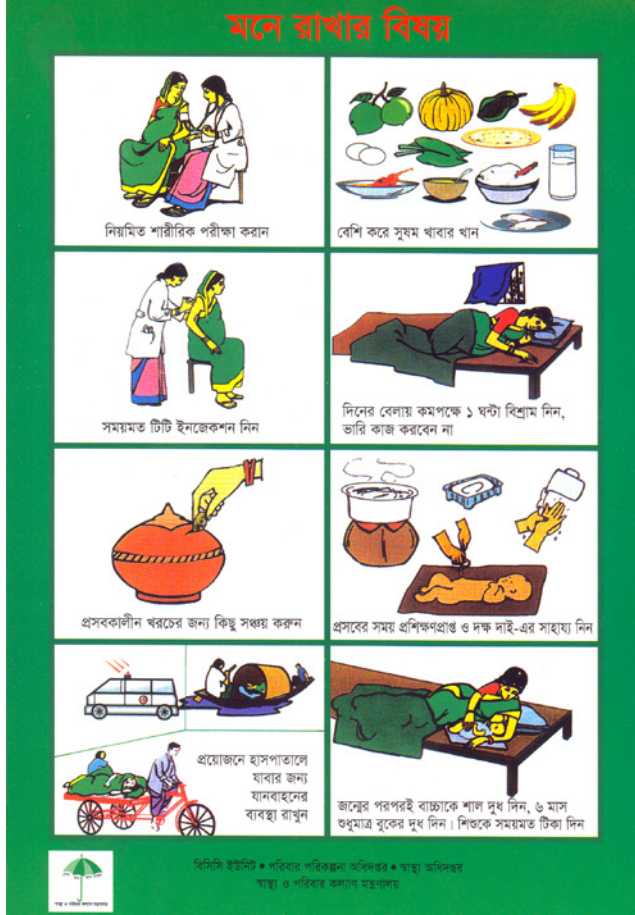 মনে রাখার বিষয়
নিয়মিত শারীরিক পরীক্ষা করান
বেশি করে সুষম খাবার খান
সময়মত টিটি ইনজেকশন নিন
দিনের বেলায় কমপক্ষে ১ ঘন্টা বিশ্রাম নিন,
ভারি কাজ করবেন না
প্রসবকালীন খরচের জন্য কিছু সঞ্চয় করুন
প্রসবের সময় প্রশিক্ষণপ্রাপ্ত ও দক্ষ দাই-এর সাহায্য নিন
প্রয়োজনে হাসপাতালে
যাবার জন্য
যানবাহনের
ব্যবস্থা রাখুন
জন্মের পরপরই বাচ্চাকে শাল দুধ দিন, ৬ মাস
শুধুমাত্র বুকের দুধ দিন। শিশুকে সময়মত টিকা দিন
বিসিসি ইউনিট • পরিবার পরিকল্পনা অধিদপ্তর • স্বাস্থ্য অধিদপ্তর
স্বাস্থ্য ও পরিবার কল্যাণ মন্ত্রণালয়